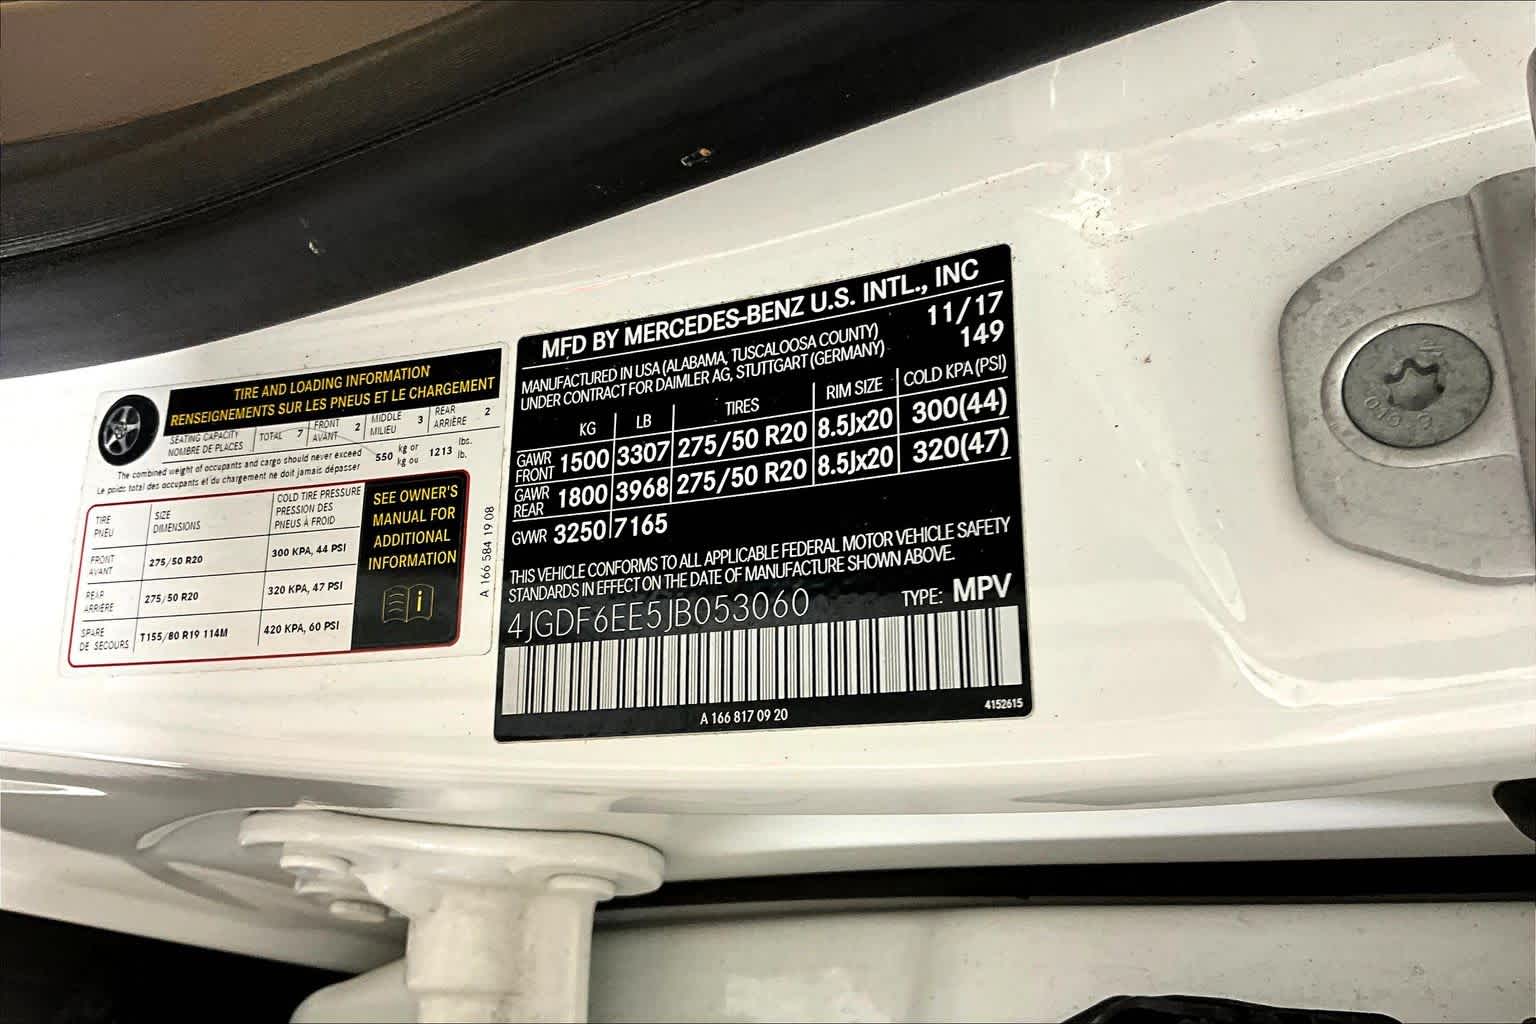 TIRE AND LOADING INFORMATION
RENSEIGNEMENTS SUR LES PNEUS ET LE CHARGEMENT
SEATING CAPACITY
NOMBRE DE PLACES
TOTAL 7
FRONT
AVANT 2
MIDDLE
MILIEU 3
REAR
ARRIÈRE 2
The combined weight of occupants and cargo should never exceed 550 kg or 1213 lbs.
Le poids total des occupants et du chargement ne doit jamais dépasser kg ou lb.
TIRE
PNEU
SIZE
DIMENSIONS
COLD TIRE PRESSURE
PRESSION DES
PNEUS À FROID
FRONT
AVANT
275/50 R20
300 KPA, 44 PSI
REAR
ARRIÈRE
275/50 R20
320 KPA, 47 PSI
SPARE
DE SECOURS
T155/80 R19 114M
420 KPA, 60 PSI
SEE OWNER'S
MANUAL FOR
ADDITIONAL
INFORMATION
i
A 166 584 19 08
MFD BY MERCEDES-BENZ U.S. INTL., INC
MANUFACTURED IN USA (ALABAMA, TUSCALOOSA COUNTY) 11/17
UNDER CONTRACT FOR DAIMLER AG, STUTTGART (GERMANY) 149
KG LB TIRES RIM SIZE COLD KPA (PSI)
GAWR
FRONT 1500 3307 275/50 R20 8.5Jx20 300(44)
GAWR
REAR 1800 3968 275/50 R20 8.5Jx20 320(47)
GVWR 3250 7165
THIS VEHICLE CONFORMS TO ALL APPLICABLE FEDERAL MOTOR VEHICLE SAFETY
STANDARDS IN EFFECT ON THE DATE OF MANUFACTURE SHOWN ABOVE.
4JGDF6EE5JB053060 TYPE: MPV
A 166 817 09 20
4152615